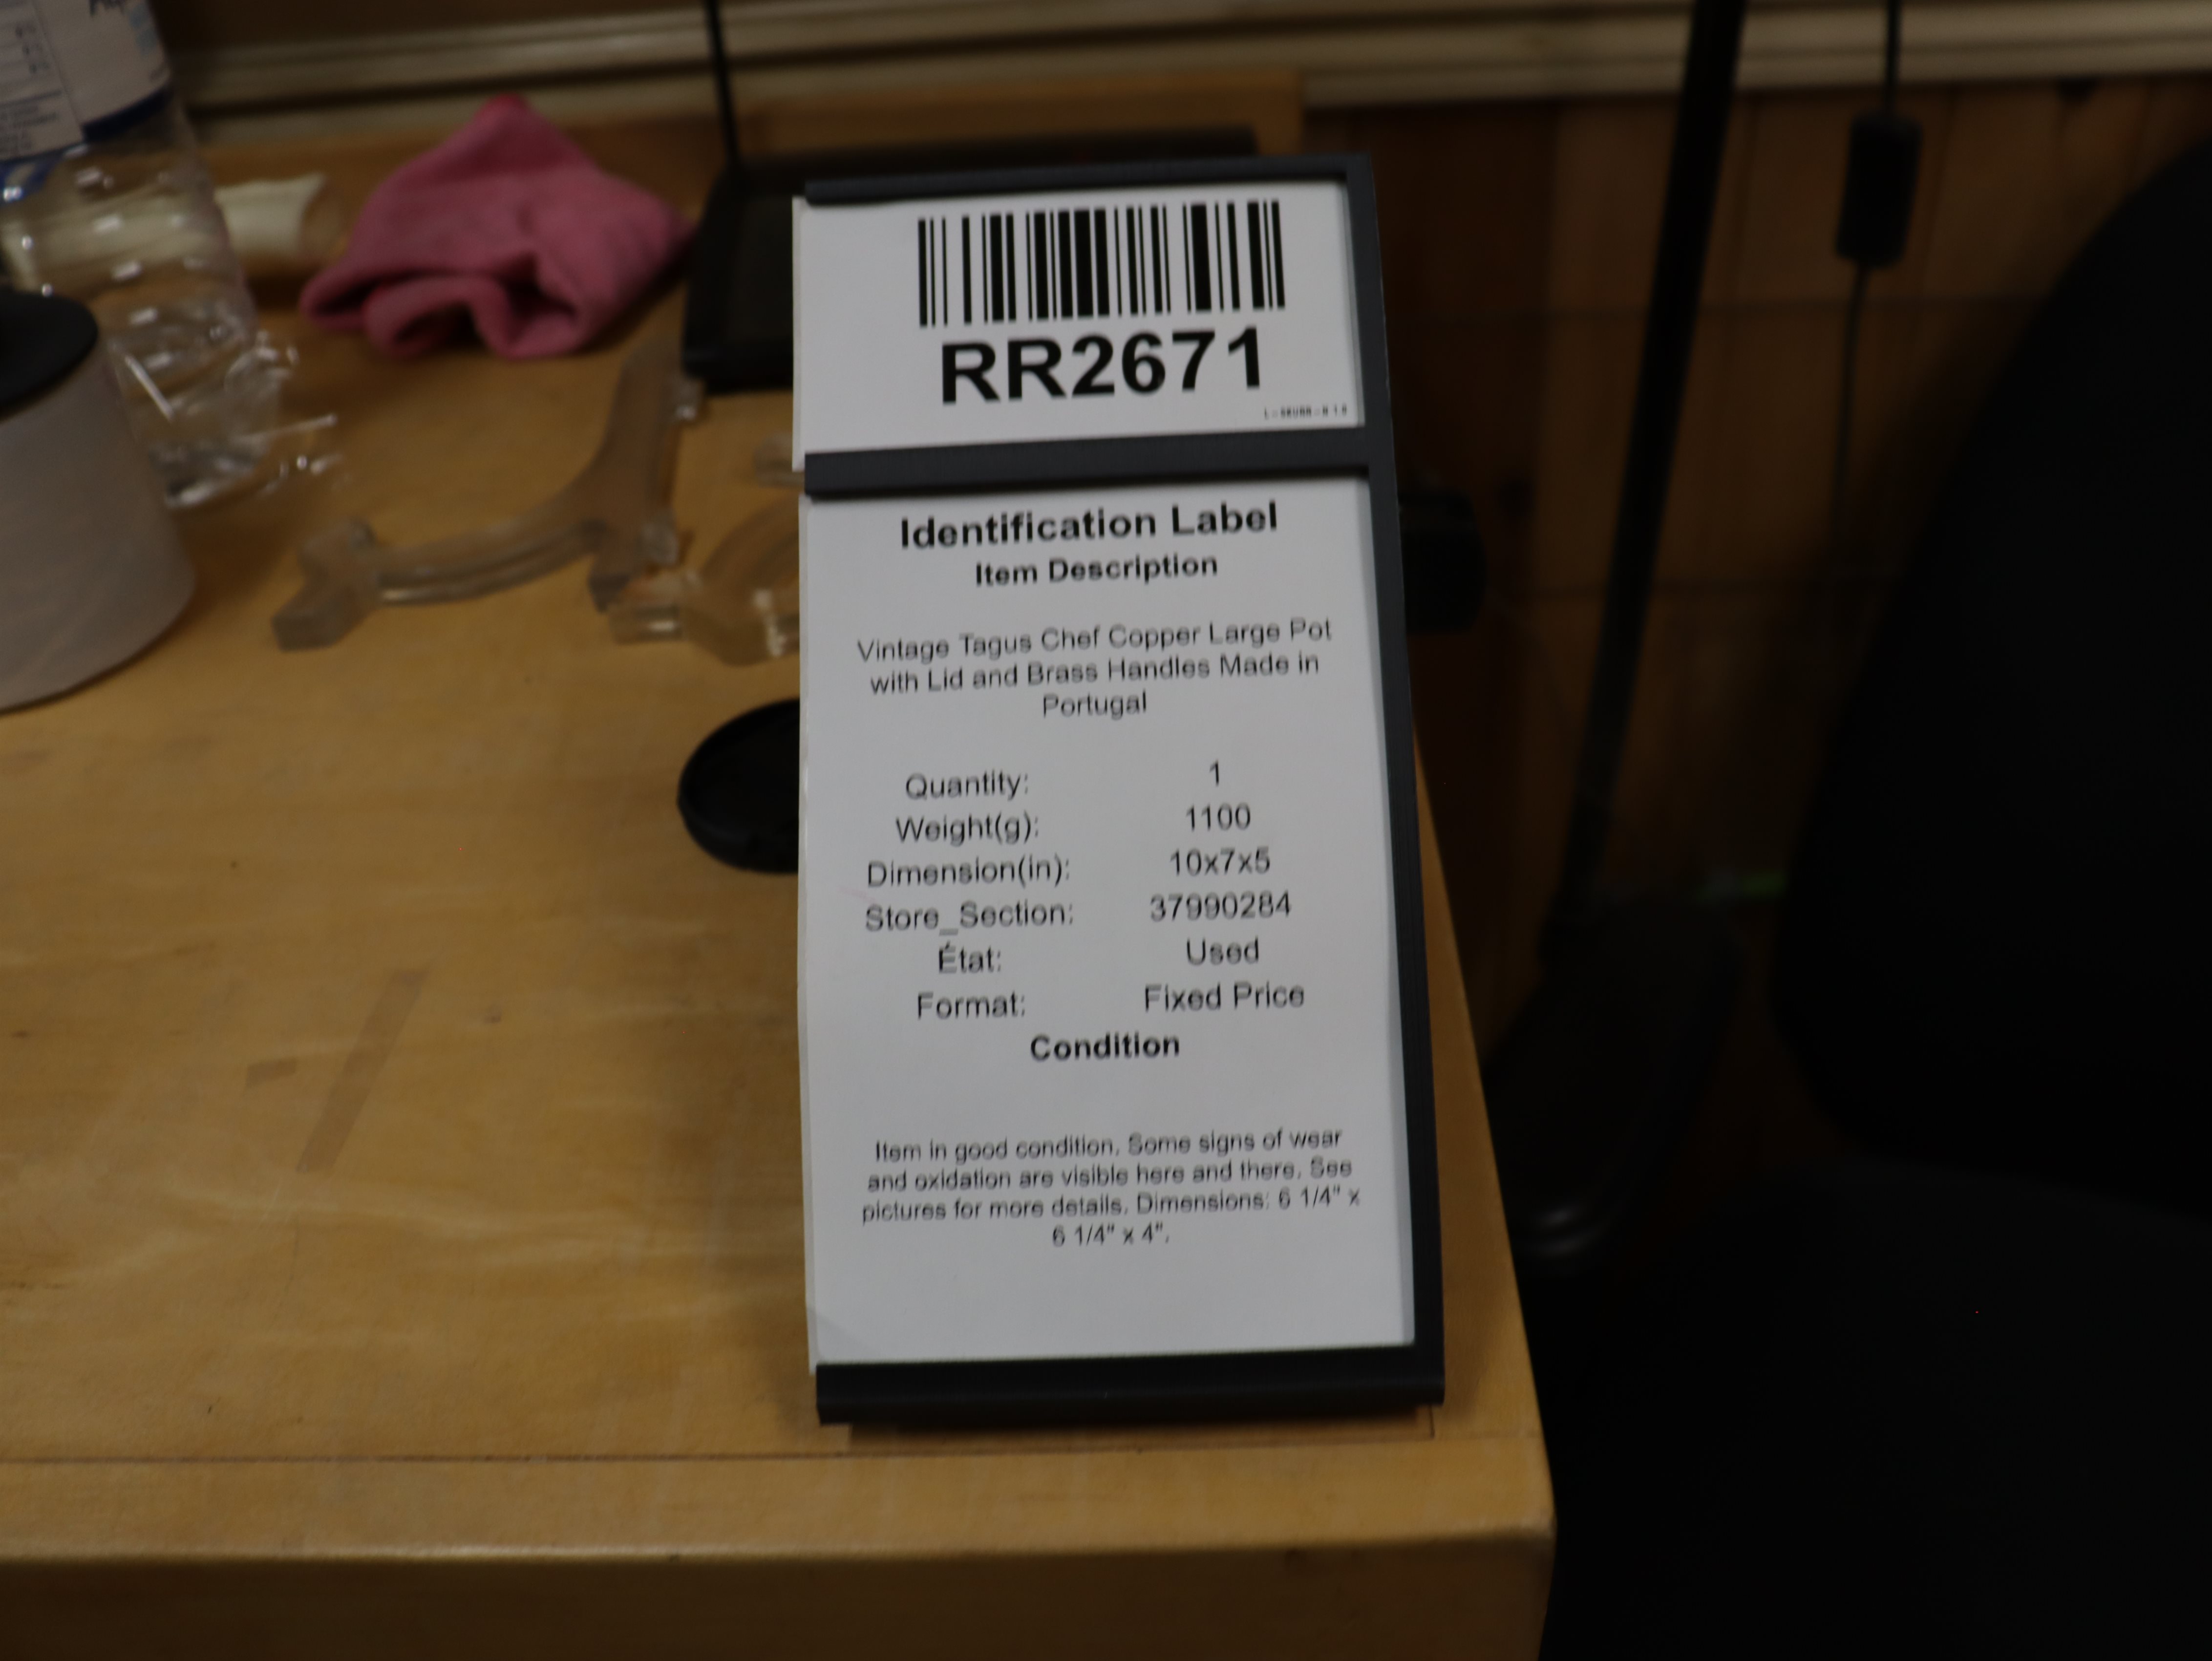 RR2671
Identification Label
Item Description
Vintage Tagus Chef Copper Large Pot
with Lid and Brass Handles Made in
Portugal
Quantity: 1
Weight(g): 1100
Dimension(in): 10x7x5
Store_Section: 37990284
État: Used
Format: Fixed Price
Condition
Item in good condition. Some signs of wear
and oxidation are visible here and there. See
pictures for more details. Dimensions: 6 1/4" x
6 1/4" x 4".